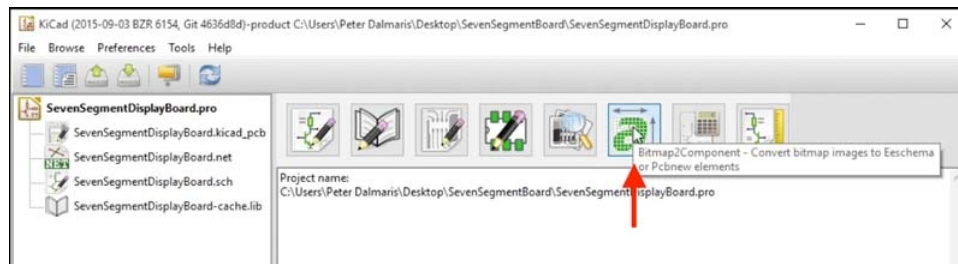 KiCad (2015-09-03 BZR 6154, Git 4636d8d)-product C:\Users\Peter Dalmaris\Desktop\SevenSegmentBoard\SevenSegmentDisplayBoard.pro
File Browse Preferences Tools Help
SevenSegmentDisplayBoard.pro
SevenSegmentDisplayBoard.kicad_pcb
NET SevenSegmentDisplayBoard.net
SevenSegmentDisplayBoard.sch
SevenSegmentDisplayBoard-cache.lib
a
Bitmap2Component - Convert bitmap images to Eeschema
or Pcbnew elements
Project name:
C:\Users\Peter Dalmaris\Desktop\SevenSegmentBoard\SevenSegmentDisplayBoard.pro